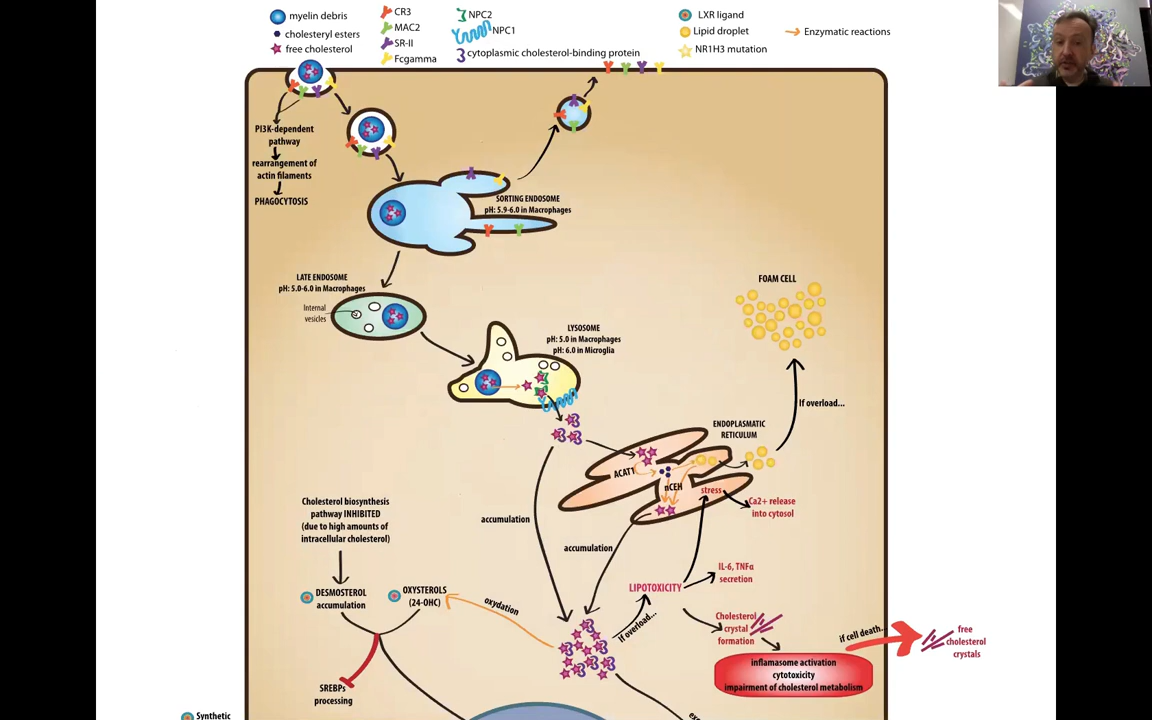 myelin debris
cholesteryl esters
free cholesterol
CR3
MAC2
SR-II
Fcgamma
NPC2
NPC1
cytoplasmic cholesterol-binding protein
LXR ligand
Lipid droplet
NR1H3 mutation
Enzymatic reactions
PI3K-dependent
pathway
rearrangement of
actin filaments
PHAGOCYTOSIS
SORTING ENDOSOME
pH: 5.9-6.0 in Macrophages
LATE ENDOSOME
pH: 5.0-6.0 in Macrophages
Internal
vesicles
LYSOSOME
pH: 5.0 in Macrophages
pH: 6.0 in Microglia
FOAM CELL
If overload...
ENDOPLASMATIC
RETICULUM
ACAT1
nCEH
stress
Ca2+ release
into cytosol
accumulation
accumulation
Cholesterol biosynthesis
pathway INHIBITED
(due to high amounts of
intracellular cholesterol)
DESMOSTEROL
accumulation
OXYSTEROLS
(24-OHC)
oxydation
If overload...
LIPOTOXICITY
IL-6, TNFα
secretion
Cholesterol
crystal
formation
if cell death..
free
cholesterol
crystals
inflamasome activation
cytotoxicity
impairment of cholesterol metabolism
SREBPs
processing
Synthetic